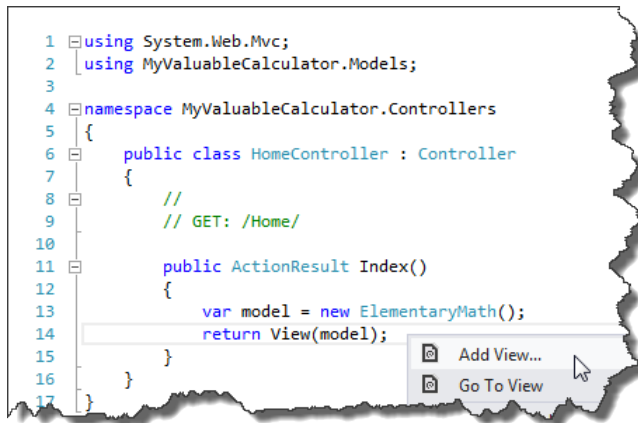 1 using System.Web.Mvc;
2 using MyValuableCalculator.Models;
3
4 namespace MyValuableCalculator.Controllers
5 {
6 public class HomeController : Controller
7 {
8 //
9 // GET: /Home/
10
11 public ActionResult Index()
12 {
13 var model = new ElementaryMath();
14 return View(model);
15 }
Add View...
16 }
Go To View
17 }